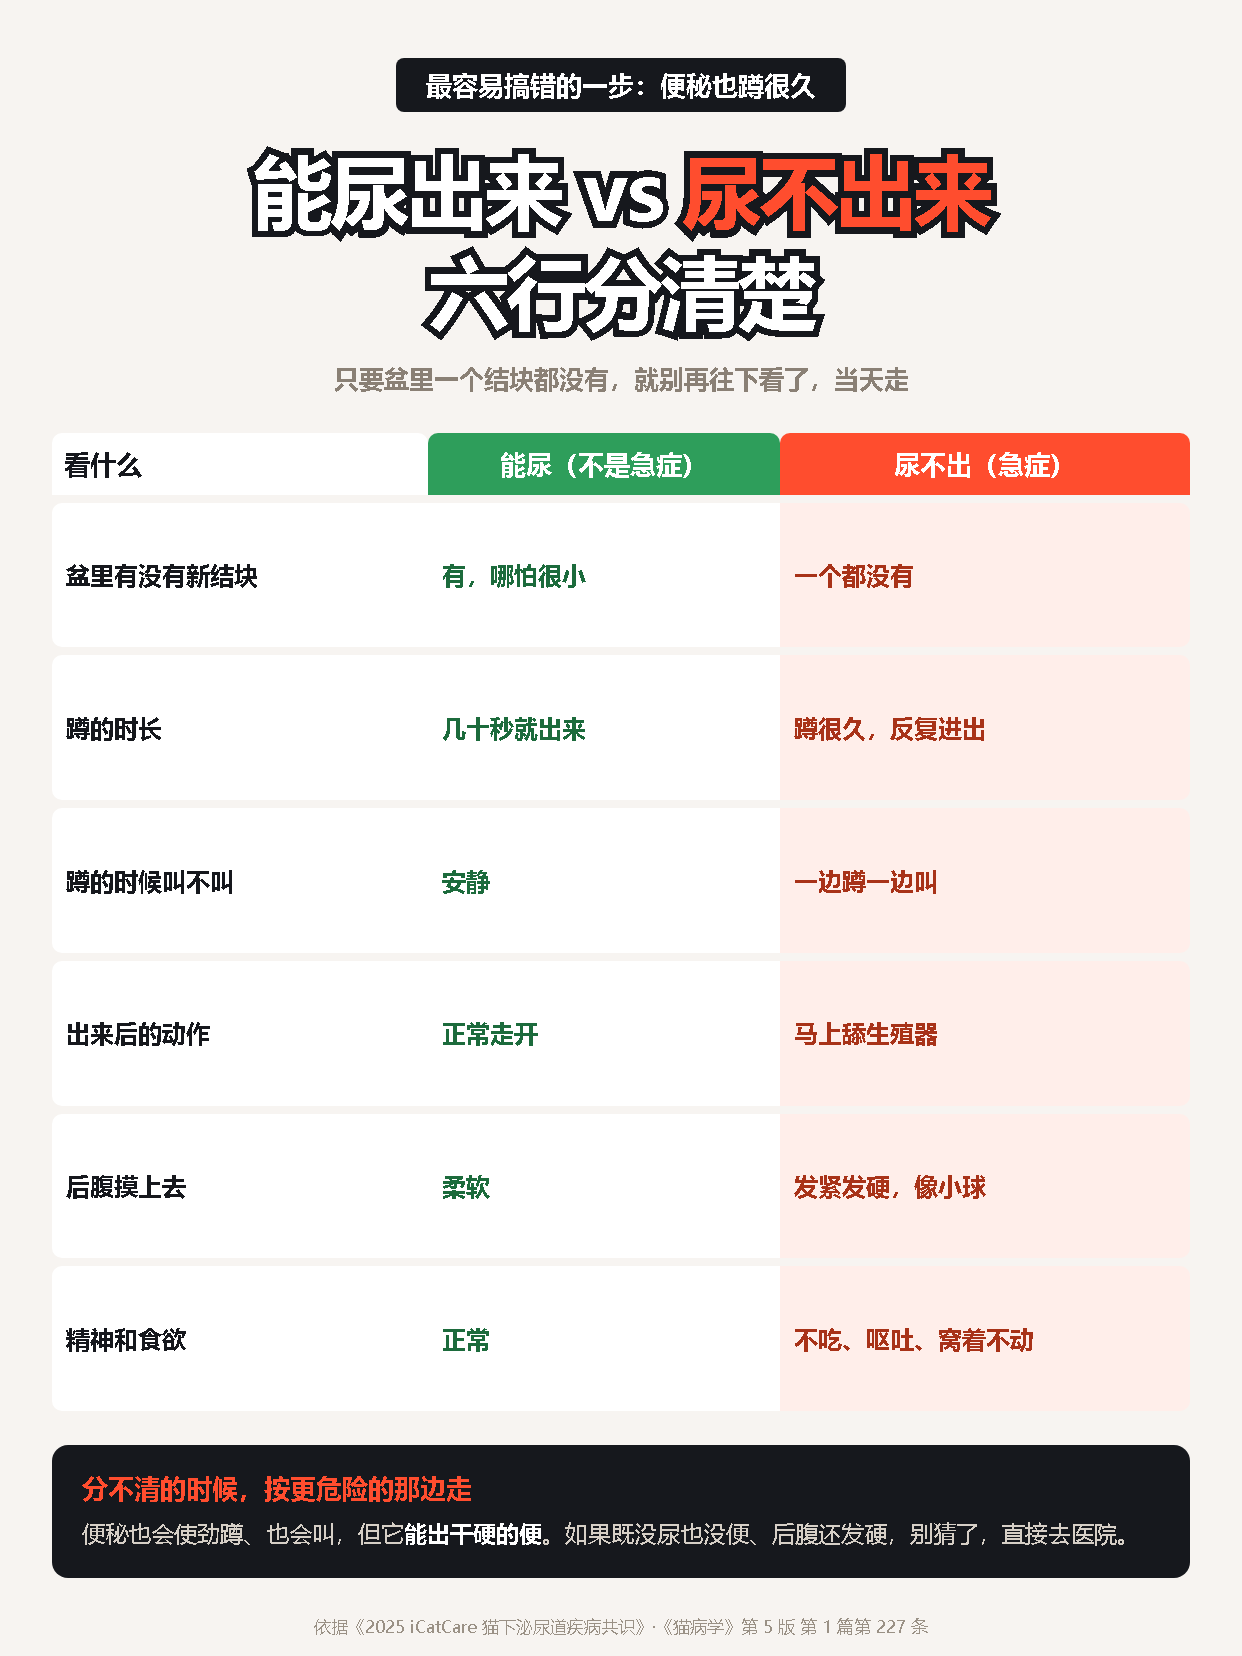 最容易搞错的一步：便秘也蹲很久
能尿出来 vs 尿不出来
六行分清楚
只要盆里一个结块都没有，就别再往下看了，当天走
看什么 能尿（不是急症） 尿不出（急症）
盆里有没有新结块 有，哪怕很小 一个都没有
蹲的时长 几十秒就出来 蹲很久，反复进出
蹲的时候叫不叫 安静 一边蹲一边叫
出来后的动作 正常走开 马上舔生殖器
后腹摸上去 柔软 发紧发硬，像小球
精神和食欲 正常 不吃、呕吐、窝着不动
分不清的时候，按更危险的那边走
便秘也会使劲蹲、也会叫，但它能出干硬的便。如果既没尿也没便、后腹还发硬，别猜了，直接去医院。
依据《2025 iCatCare 猫下泌尿道疾病共识》·《猫病学》第 5 版 第 1 篇第 227 条